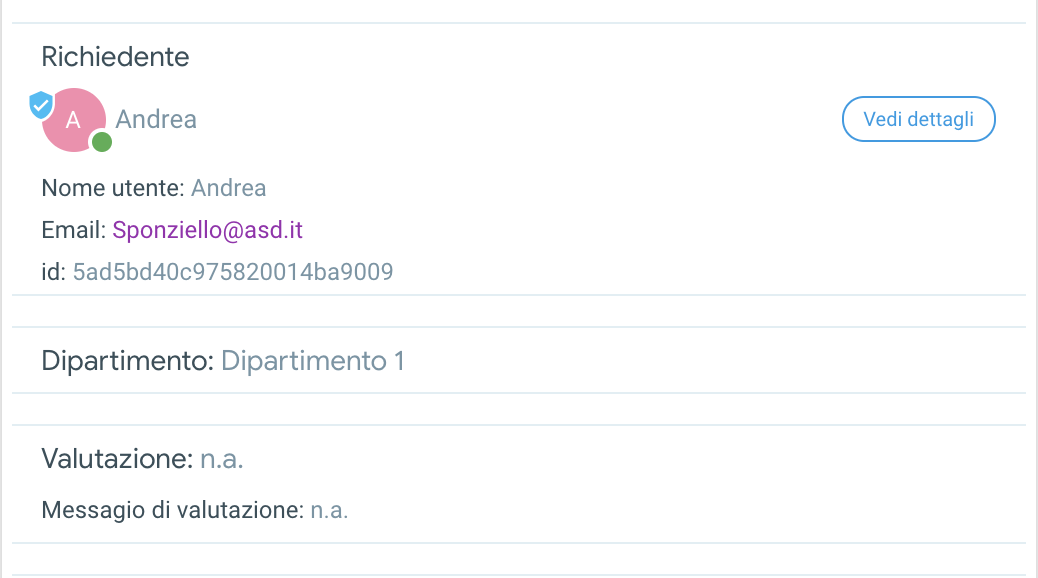 Richiedente
A
Andrea
Vedi dettagli
Nome utente: Andrea
Email: Sponziello@asd.it
id: 5ad5bd40c975820014ba9009
Dipartimento: Dipartimento 1
Valutazione: n.a.
Messagio di valutazione: n.a.